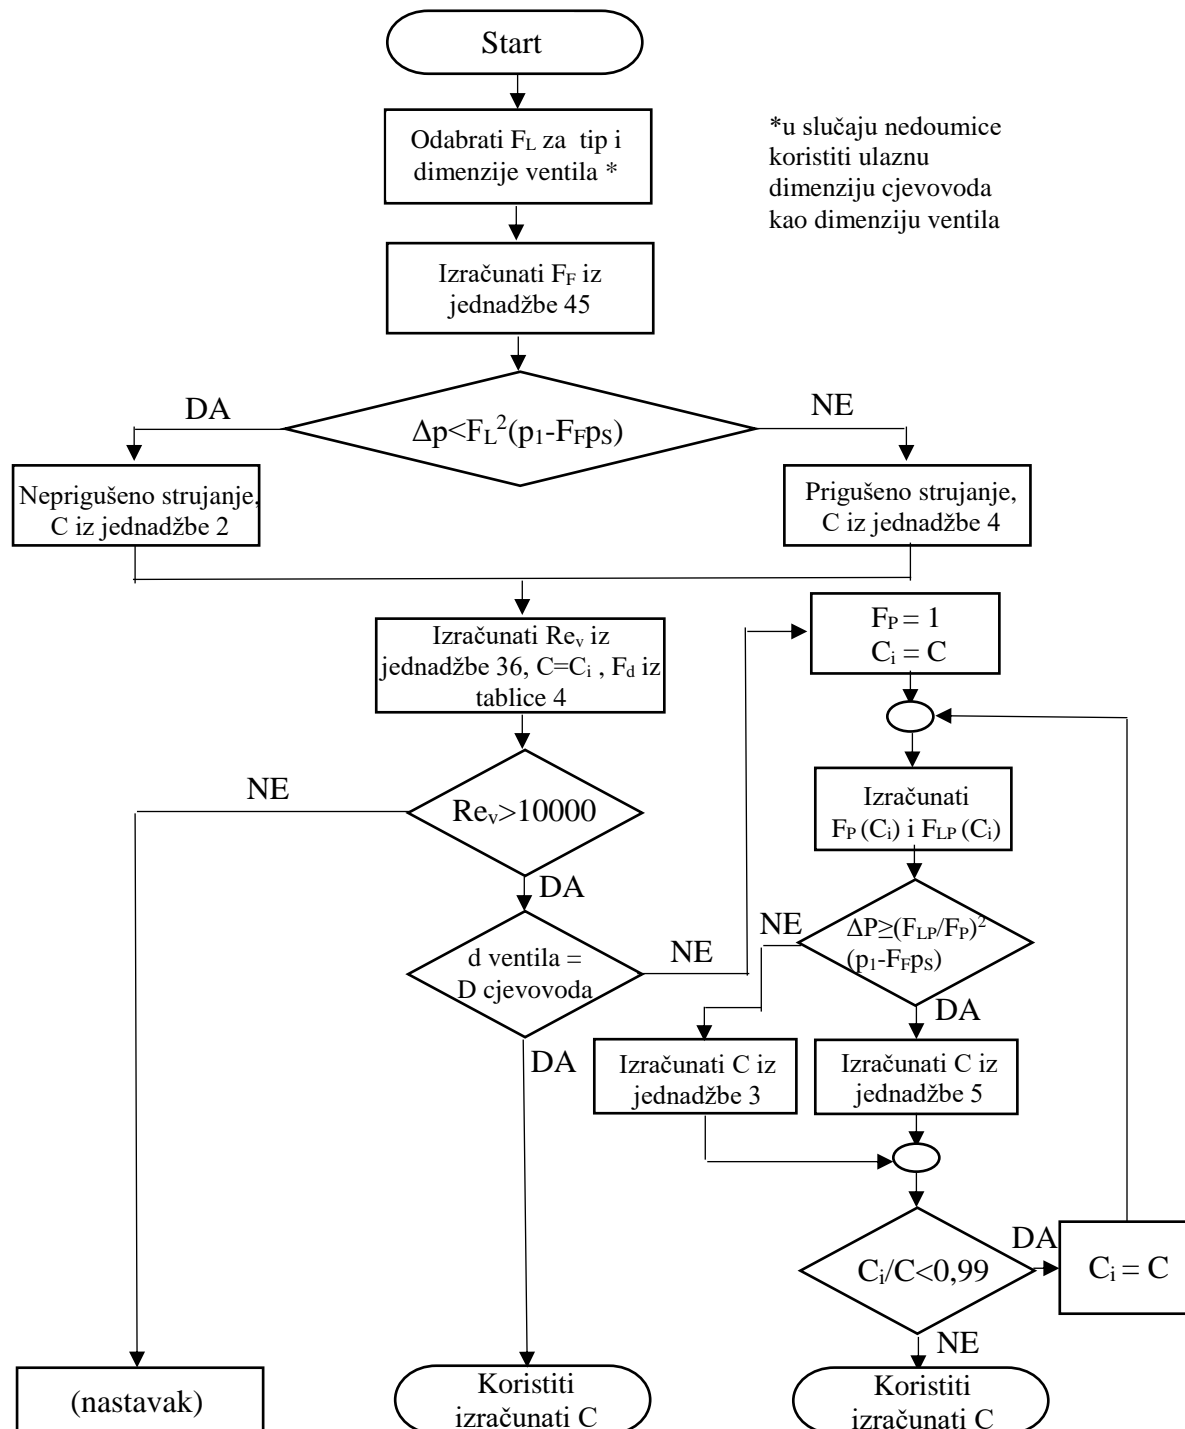 Start
Odabrati F_L za tip i
dimenzije ventila *
*u slučaju nedoumice
koristiti ulaznu
dimenziju cjevovoda
kao dimenziju ventila
Izračunati F_F iz
jednadžbe 45
DA
Δp<F_L²(p₁-F_Fp_S)
NE
Neprigušeno strujanje,
C iz jednadžbe 2
Prigušeno strujanje,
C iz jednadžbe 4
Izračunati Re_v iz
jednadžbe 36, C=C_i , F_d iz
tablice 4
F_P = 1
C_i = C
NE
Re_v>10000
DA
Izračunati
F_P (C_i) i F_LP (C_i)
d ventila =
D cjevovoda
NE
NE
ΔP≥(F_LP/F_P)²
(p₁-F_Fp_S)
DA
DA
Izračunati C iz
jednadžbe 3
Izračunati C iz
jednadžbe 5
C_i/C<0,99
DA
C_i = C
NE
(nastavak)
Koristiti
izračunati C
Koristiti
izračunati C